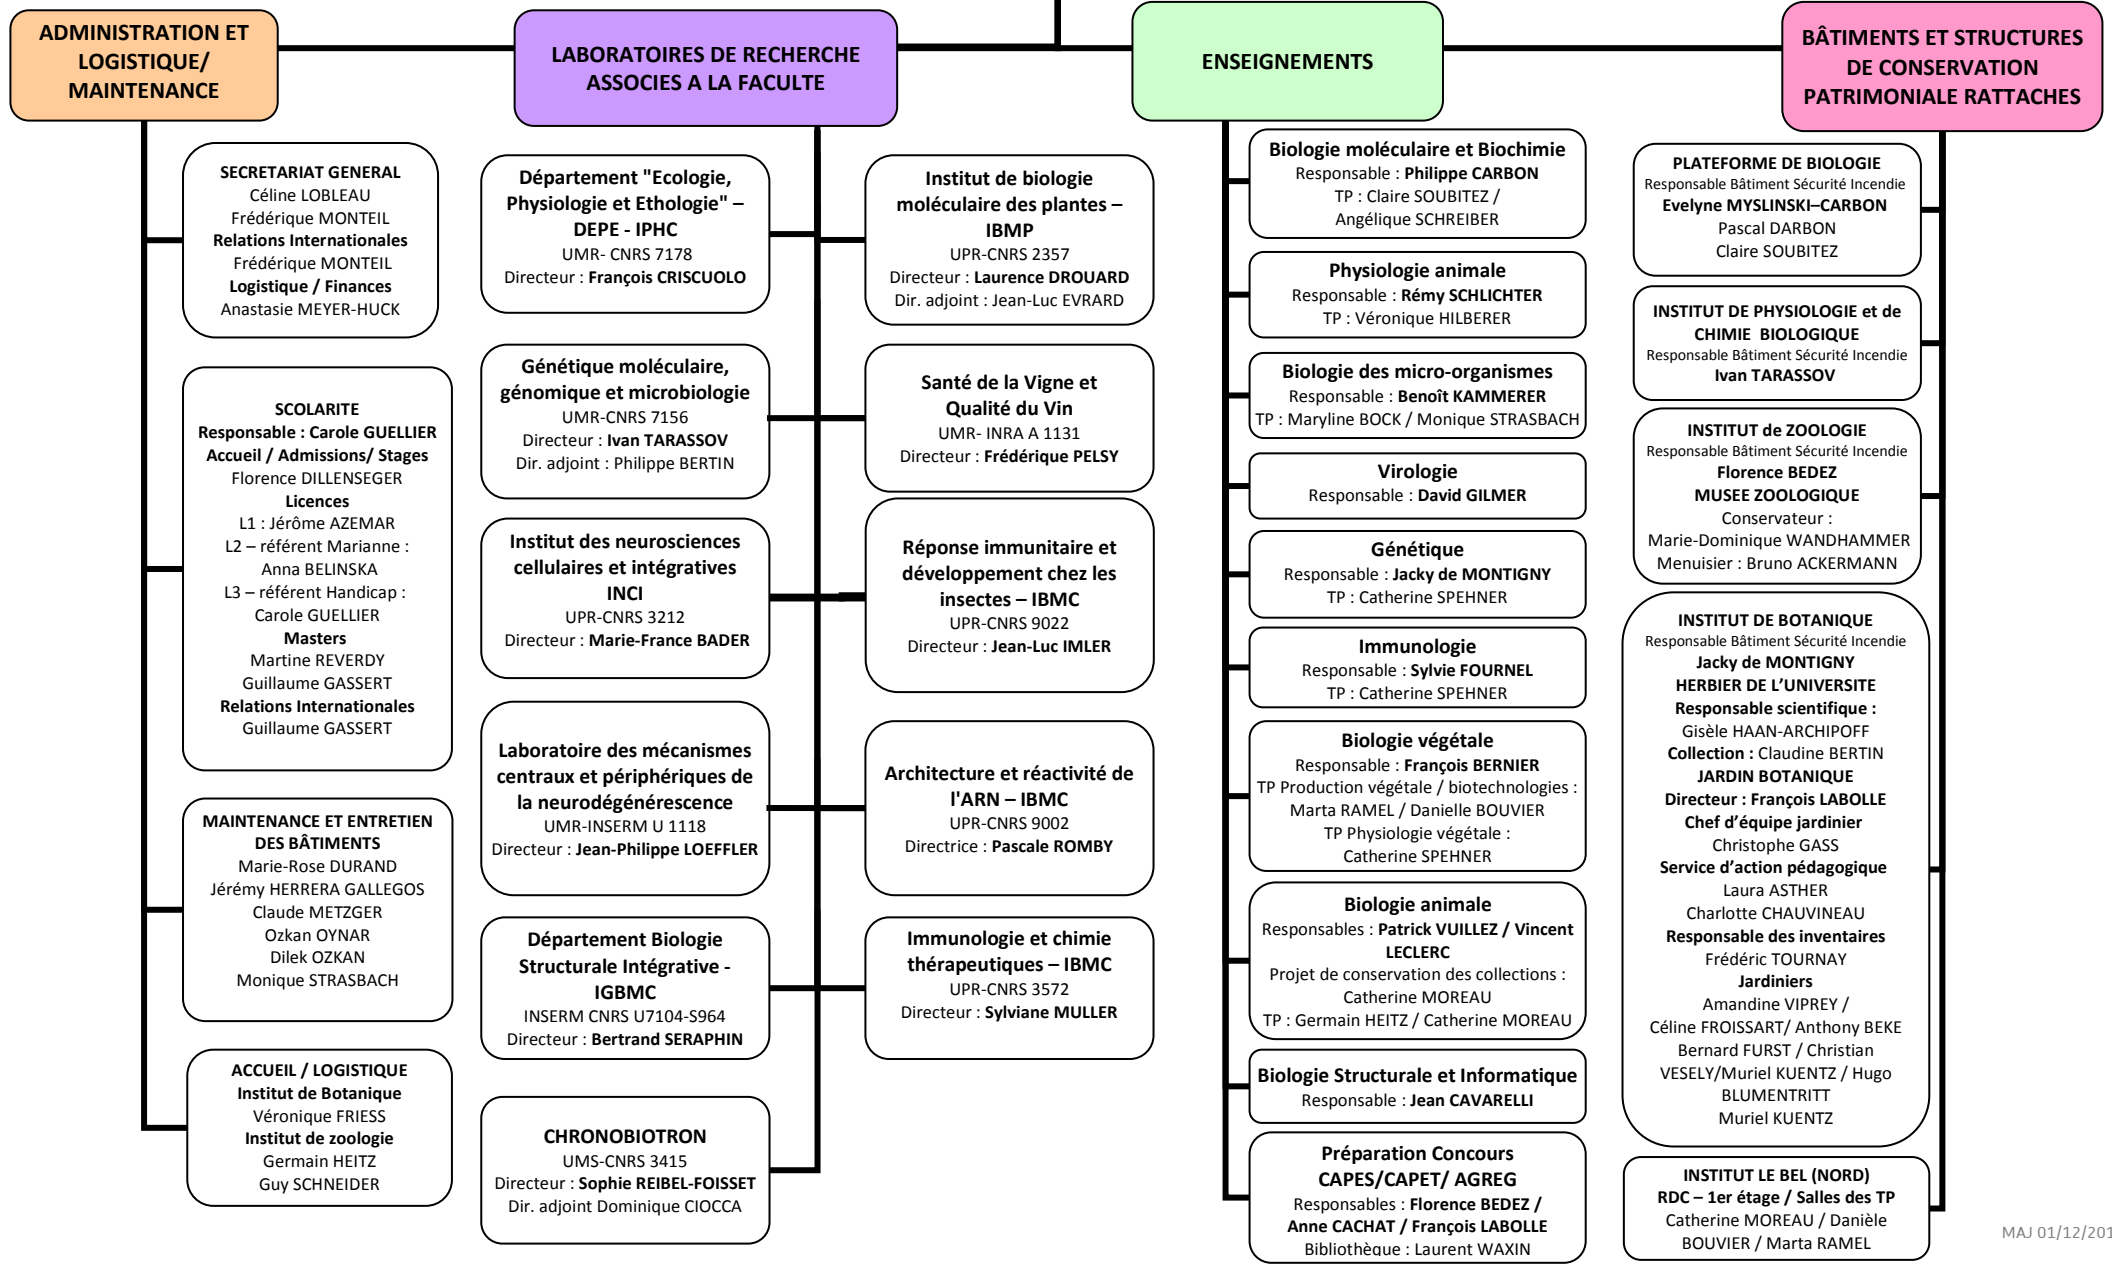 ADMINISTRATION ET
LOGISTIQUE/
MAINTENANCE
SECRETARIAT GENERAL
Céline LOBLEAU
Frédérique MONTEIL
Relations Internationales
Frédérique MONTEIL
Logistique / Finances
Anastasie MEYER-HUCK
SCOLARITE
Responsable : Carole GUELLIER
Accueil / Admissions/ Stages
Florence DILLENSEGER
Licences
L1 : Jérôme AZEMAR
L2 – référent Marianne :
Anna BELINSKA
L3 – référent Handicap :
Carole GUELLIER
Masters
Martine REVERDY
Guillaume GASSERT
Relations Internationales
Guillaume GASSERT
MAINTENANCE ET ENTRETIEN
DES BÂTIMENTS
Marie-Rose DURAND
Jérémy HERRERA GALLEGOS
Claude METZGER
Ozkan OYNAR
Dilek OZKAN
Monique STRASBACH
ACCUEIL / LOGISTIQUE
Institut de Botanique
Véronique FRIESS
Institut de zoologie
Germain HEITZ
Guy SCHNEIDER
LABORATOIRES DE RECHERCHE
ASSOCIES A LA FACULTE
Département "Ecologie,
Physiologie et Ethologie" –
DEPE - IPHC
UMR- CNRS 7178
Directeur : François CRISCUOLO
Génétique moléculaire,
génomique et microbiologie
UMR-CNRS 7156
Directeur : Ivan TARASSOV
Dir. adjoint : Philippe BERTIN
Institut des neurosciences
cellulaires et intégratives
INCI
UPR-CNRS 3212
Directeur : Marie-France BADER
Laboratoire des mécanismes
centraux et périphériques de
la neurodégénérescence
UMR-INSERM U 1118
Directeur : Jean-Philippe LOEFFLER
Département Biologie
Structurale Intégrative -
IGBMC
INSERM CNRS U7104-S964
Directeur : Bertrand SERAPHIN
CHRONOBIOTRON
UMS-CNRS 3415
Directeur : Sophie REIBEL-FOISSET
Dir. adjoint Dominique CIOCCA
Institut de biologie
moléculaire des plantes –
IBMP
UPR-CNRS 2357
Directeur : Laurence DROUARD
Dir. adjoint : Jean-Luc EVRARD
Santé de la Vigne et
Qualité du Vin
UMR- INRA A 1131
Directeur : Frédérique PELSY
Réponse immunitaire et
développement chez les
insectes – IBMC
UPR-CNRS 9022
Directeur : Jean-Luc IMLER
Architecture et réactivité de
l'ARN – IBMC
UPR-CNRS 9002
Directrice : Pascale ROMBY
Immunologie et chimie
thérapeutiques – IBMC
UPR-CNRS 3572
Directeur : Sylviane MULLER
ENSEIGNEMENTS
Biologie moléculaire et Biochimie
Responsable : Philippe CARBON
TP : Claire SOUBITEZ /
Angélique SCHREIBER
Physiologie animale
Responsable : Rémy SCHLICHTER
TP : Véronique HILBERER
Biologie des micro-organismes
Responsable : Benoît KAMMERER
TP : Maryline BOCK / Monique STRASBACH
Virologie
Responsable : David GILMER
Génétique
Responsable : Jacky de MONTIGNY
TP : Catherine SPEHNER
Immunologie
Responsable : Sylvie FOURNEL
TP : Catherine SPEHNER
Biologie végétale
Responsable : François BERNIER
TP Production végétale / biotechnologies :
Marta RAMEL / Danielle BOUVIER
TP Physiologie végétale :
Catherine SPEHNER
Biologie animale
Responsables : Patrick VUILLEZ / Vincent
LECLERC
Projet de conservation des collections :
Catherine MOREAU
TP : Germain HEITZ / Catherine MOREAU
Biologie Structurale et Informatique
Responsable : Jean CAVARELLI
Préparation Concours
CAPES/CAPET/ AGREG
Responsables : Florence BEDEZ /
Anne CACHAT / François LABOLLE
Bibliothèque : Laurent WAXIN
BÂTIMENTS ET STRUCTURES
DE CONSERVATION
PATRIMONIALE RATTACHES
PLATEFORME DE BIOLOGIE
Responsable Bâtiment Sécurité Incendie
Evelyne MYSLINSKI–CARBON
Pascal DARBON
Claire SOUBITEZ
INSTITUT DE PHYSIOLOGIE et de
CHIMIE BIOLOGIQUE
Responsable Bâtiment Sécurité Incendie
Ivan TARASSOV
INSTITUT de ZOOLOGIE
Responsable Bâtiment Sécurité Incendie
Florence BEDEZ
MUSEE ZOOLOGIQUE
Conservateur :
Marie-Dominique WANDHAMMER
Menuisier : Bruno ACKERMANN
INSTITUT DE BOTANIQUE
Responsable Bâtiment Sécurité Incendie
Jacky de MONTIGNY
HERBIER DE L’UNIVERSITE
Responsable scientifique :
Gisèle HAAN-ARCHIPOFF
Collection : Claudine BERTIN
JARDIN BOTANIQUE
Directeur : François LABOLLE
Chef d’équipe jardinier
Christophe GASS
Service d’action pédagogique
Laura ASTHER
Charlotte CHAUVINEAU
Responsable des inventaires
Frédéric TOURNAY
Jardiniers
Amandine VIPREY /
Céline FROISSART/ Anthony BEKE
Bernard FURST / Christian
VESELY/Muriel KUENTZ / Hugo
BLUMENTRITT
Muriel KUENTZ
INSTITUT LE BEL (NORD)
RDC – 1er étage / Salles des TP
Catherine MOREAU / Danièle
BOUVIER / Marta RAMEL
MAJ 01/12/201